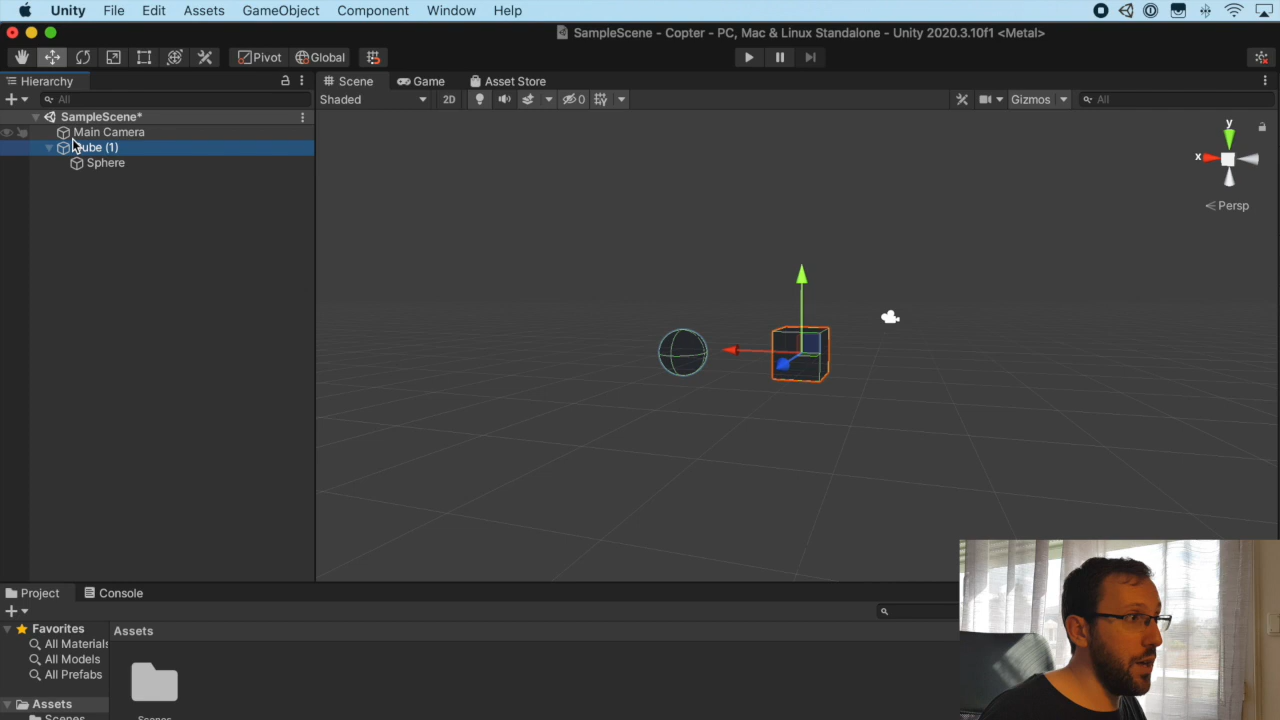 Unity File Edit Assets GameObject Component Window Help
SampleScene - Copter - PC, Mac & Linux Standalone - Unity 2020.3.10f1 <Metal>
Pivot Global
Hierarchy
Scene Game Asset Store
All
Shaded 2D 0 Gizmos All
SampleScene*
Main Camera
ube (1)
Sphere
y
x
Persp
Project Console
Favorites
All Materials
All Models
All Prefabs
Assets
Assets